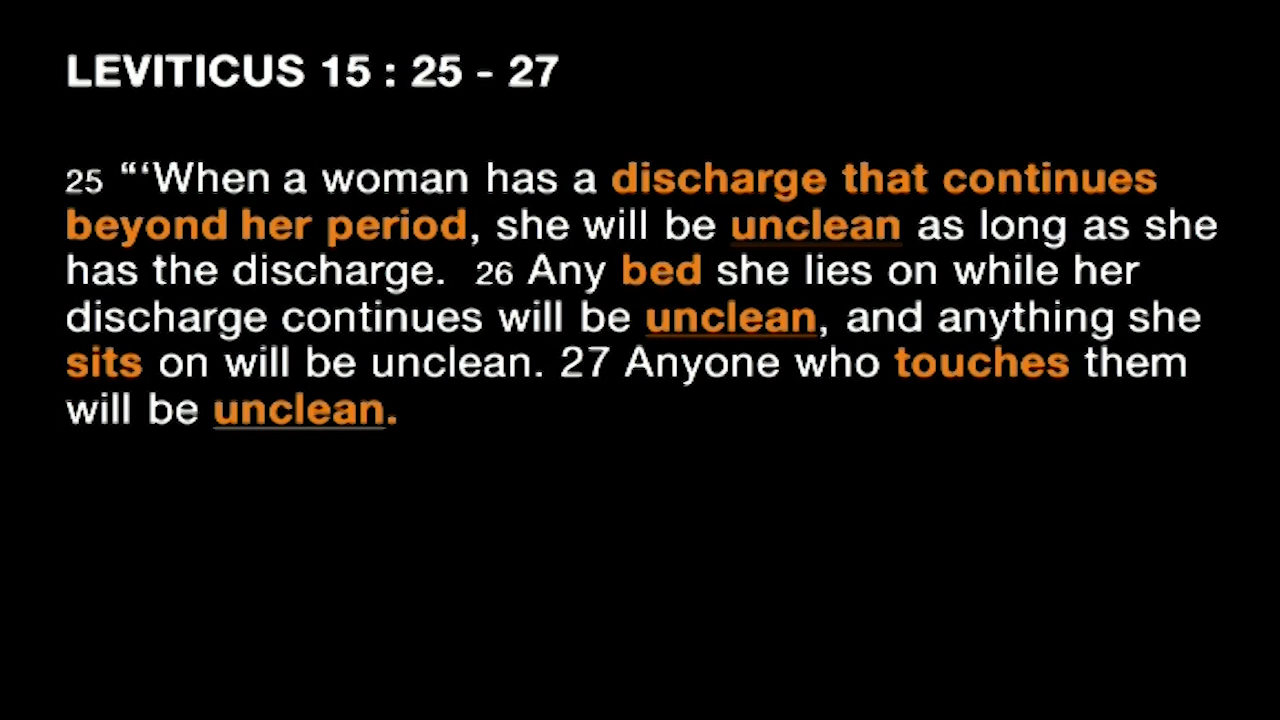 LEVITICUS 15 : 25 - 27
25 “‘When a woman has a discharge that continues
beyond her period, she will be unclean as long as she
has the discharge. 26 Any bed she lies on while her
discharge continues will be unclean, and anything she
sits on will be unclean. 27 Anyone who touches them
will be unclean.